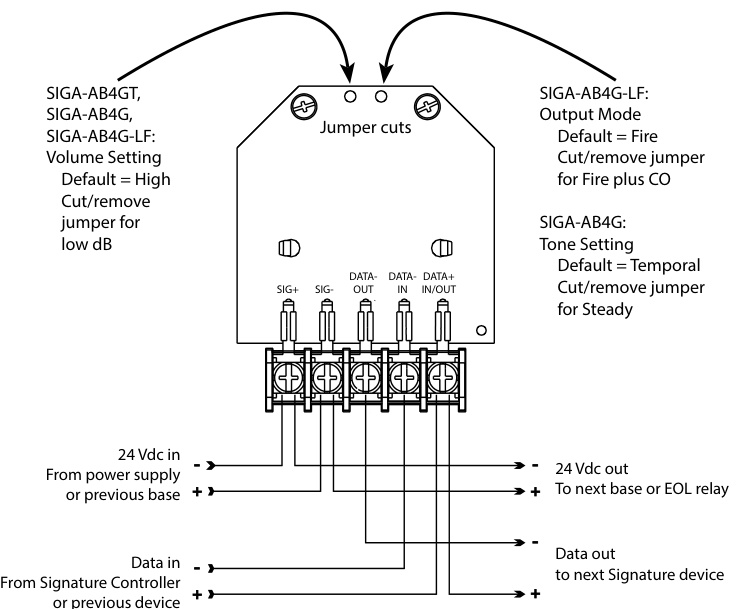 SIGA-AB4GT,
SIGA-AB4G,
SIGA-AB4G-LF:
Volume Setting
Default = High
Cut/remove
jumper for
low dB
Jumper cuts
SIGA-AB4G-LF:
Output Mode
Default = Fire
Cut/remove jumper
for Fire plus CO
SIGA-AB4G:
Tone Setting
Default = Temporal
Cut/remove jumper
for Steady
SIG+
SIG-
DATA-
OUT
DATA-
IN
DATA+
IN/OUT
24 Vdc in
From power supply
or previous base
-
+
-
+
24 Vdc out
To next base or EOL relay
Data in
From Signature Controller
or previous device
-
+
-
+
Data out
to next Signature device